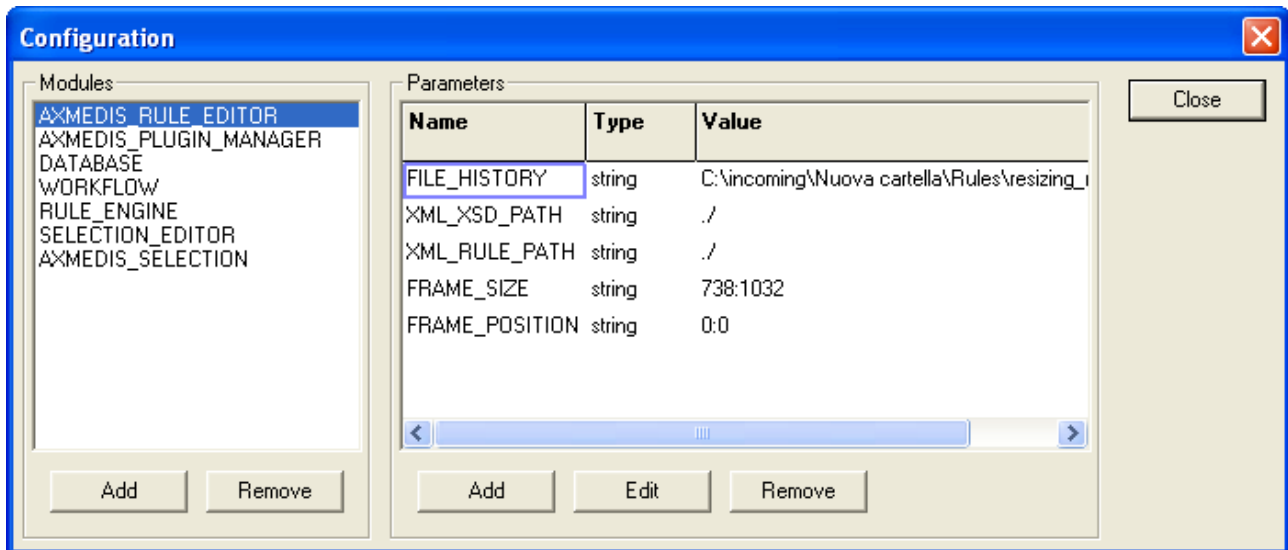 Configuration
Modules
AXMEDIS_RULE_EDITOR
AXMEDIS_PLUGIN_MANAGER
DATABASE
WORKFLOW
RULE_ENGINE
SELECTION_EDITOR
AXMEDIS_SELECTION
Add Remove
Parameters
Name Type Value
FILE_HISTORY string C:\incoming\Nuova cartella\Rules\resizing_
XML_XSD_PATH string ./
XML_RULE_PATH string ./
FRAME_SIZE string 738:1032
FRAME_POSITION string 0:0
Add Edit Remove
Close